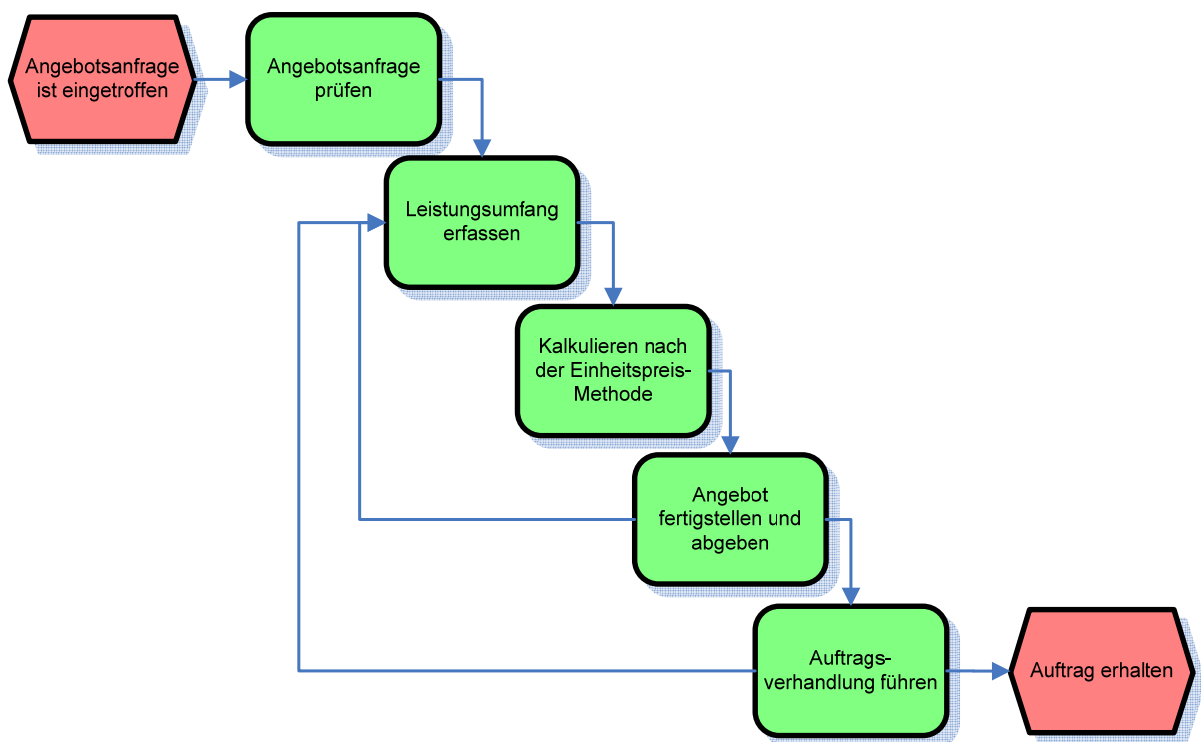 Angebotsanfrage
ist eingetroffen
Angebotsanfrage
prüfen
Leistungsumfang
erfassen
Kalkulieren nach
der Einheitspreis-
Methode
Angebot
fertigstellen und
abgeben
Auftrags-
verhandlung führen
Auftrag erhalten